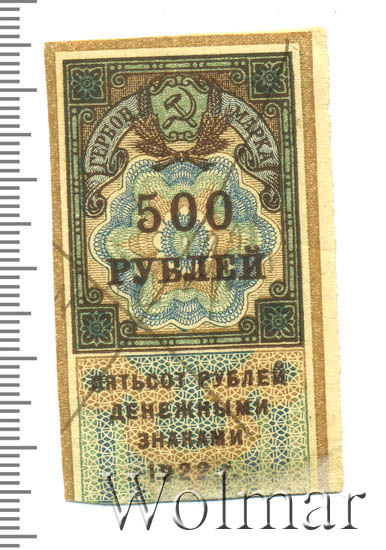 ГЕРБОВ. МАРКА
500
РУБЛЕЙ
ПЯТЬСОТ РУБЛЕЙ
ДЕНЕЖНЫМИ
ЗНАКАМИ
1922
Wolmar